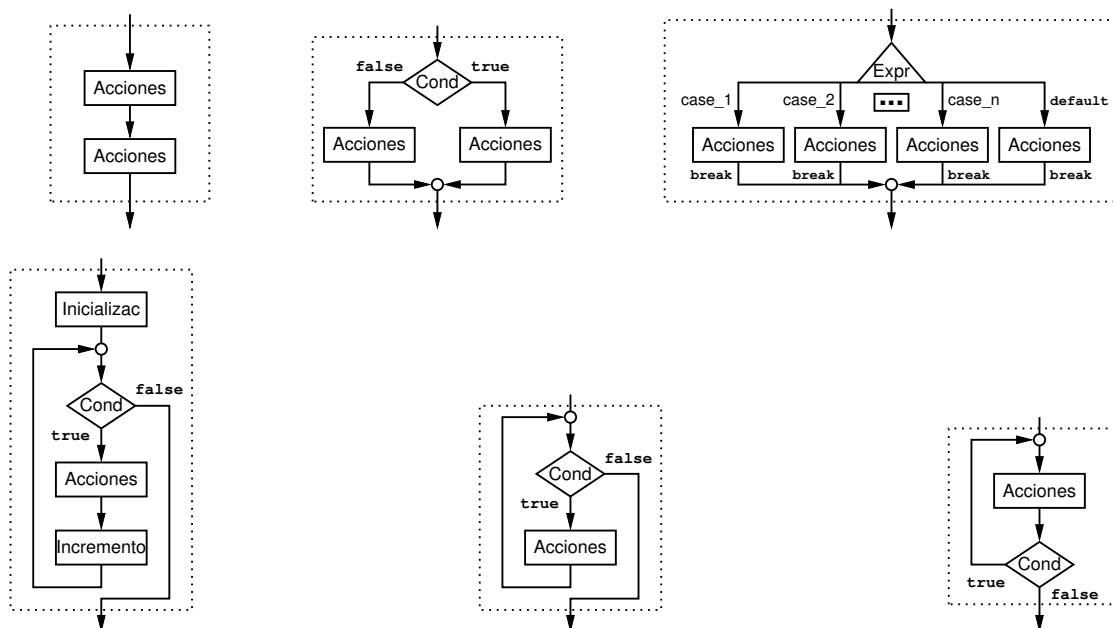 Acciones
Acciones
false
true
Cond
Acciones
Acciones
Expr
case_1
case_2
case_n
default
Acciones
Acciones
Acciones
Acciones
break
break
break
break
Inicializac
false
Cond
true
Acciones
Incremento
false
Cond
true
Acciones
Acciones
Cond
true
false